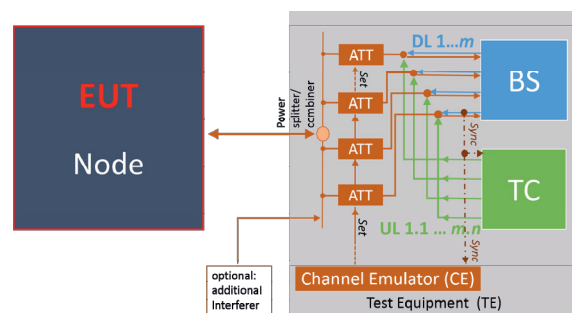 EUT
Node
Power
splitter/
combiner
optional:
additional
Interferer
ATT
Set
ATT
ATT
ATT
Set
DL 1...m
BS
Sync
TC
UL 1.1 ... m.n
Sync
Channel Emulator (CE)
Test Equipment (TE)